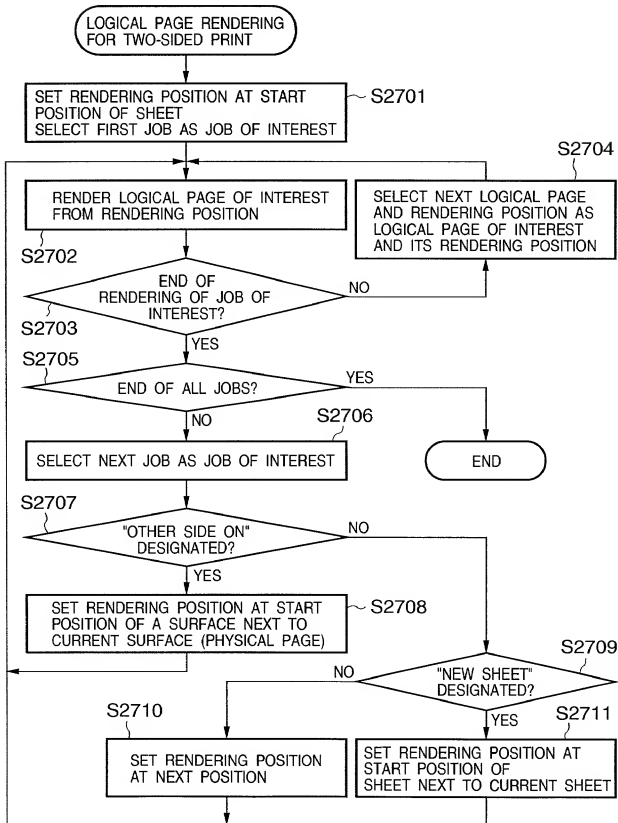 LOGICAL PAGE RENDERING
FOR TWO-SIDED PRINT
S2701
SET RENDERING POSITION AT START
POSITION OF SHEET
SELECT FIRST JOB AS JOB OF INTEREST
S2704
RENDER LOGICAL PAGE OF INTEREST
FROM RENDERING POSITION
SELECT NEXT LOGICAL PAGE
AND RENDERING POSITION AS
LOGICAL PAGE OF INTEREST
AND ITS RENDERING POSITION
S2702
END OF
RENDERING OF JOB OF
INTEREST?
NO
S2703
YES
S2705
END OF ALL JOBS?
YES
NO
S2706
SELECT NEXT JOB AS JOB OF INTEREST
END
S2707
"OTHER SIDE ON"
DESIGNATED?
NO
YES
S2708
SET RENDERING POSITION AT START
POSITION OF A SURFACE NEXT TO
CURRENT SURFACE (PHYSICAL PAGE)
S2709
"NEW SHEET"
DESIGNATED?
NO
YES
S2710
SET RENDERING POSITION
AT NEXT POSITION
S2711
SET RENDERING POSITION AT
START POSITION OF
SHEET NEXT TO CURRENT SHEET